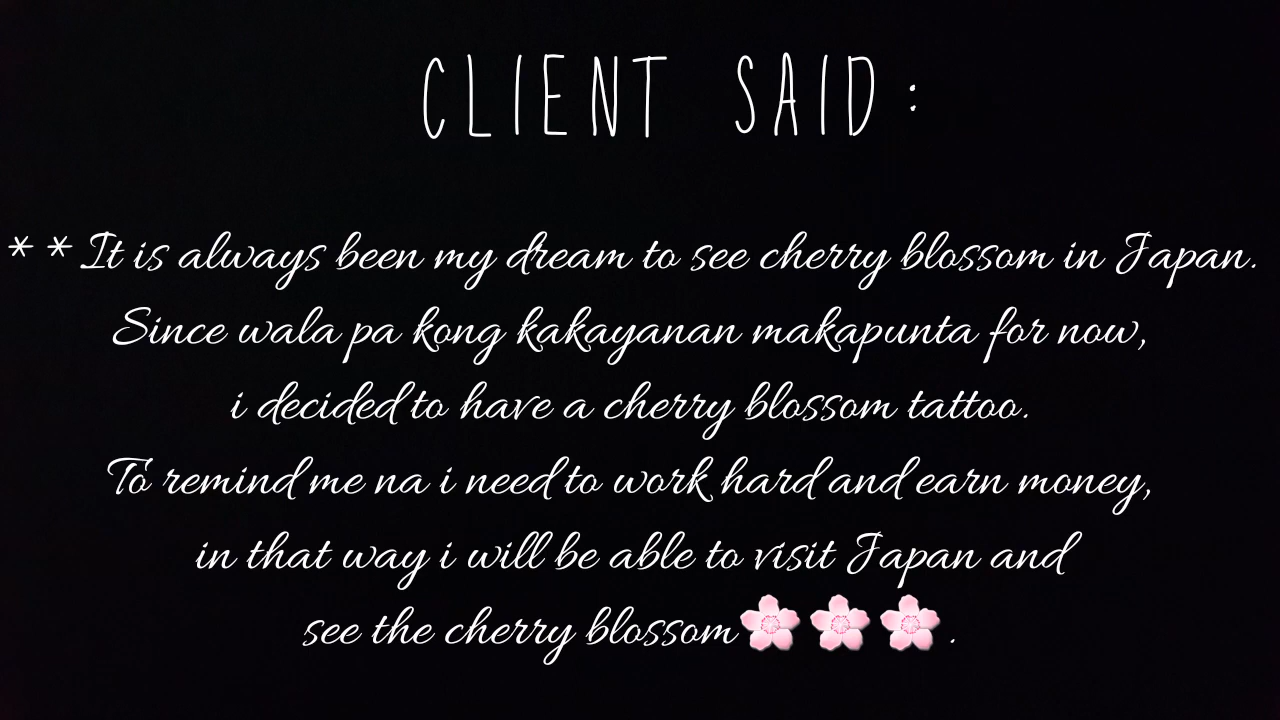 CLIENT SAID:
**It is always been my dream to see cherry blossom in Japan.
Since wala pa kong kakayanan makapunta for now,
i decided to have a cherry blossom tattoo.
To remind me na i need to work hard and earn money,
in that way i will be able to visit Japan and
see the cherry blossom🌸🌸🌸.